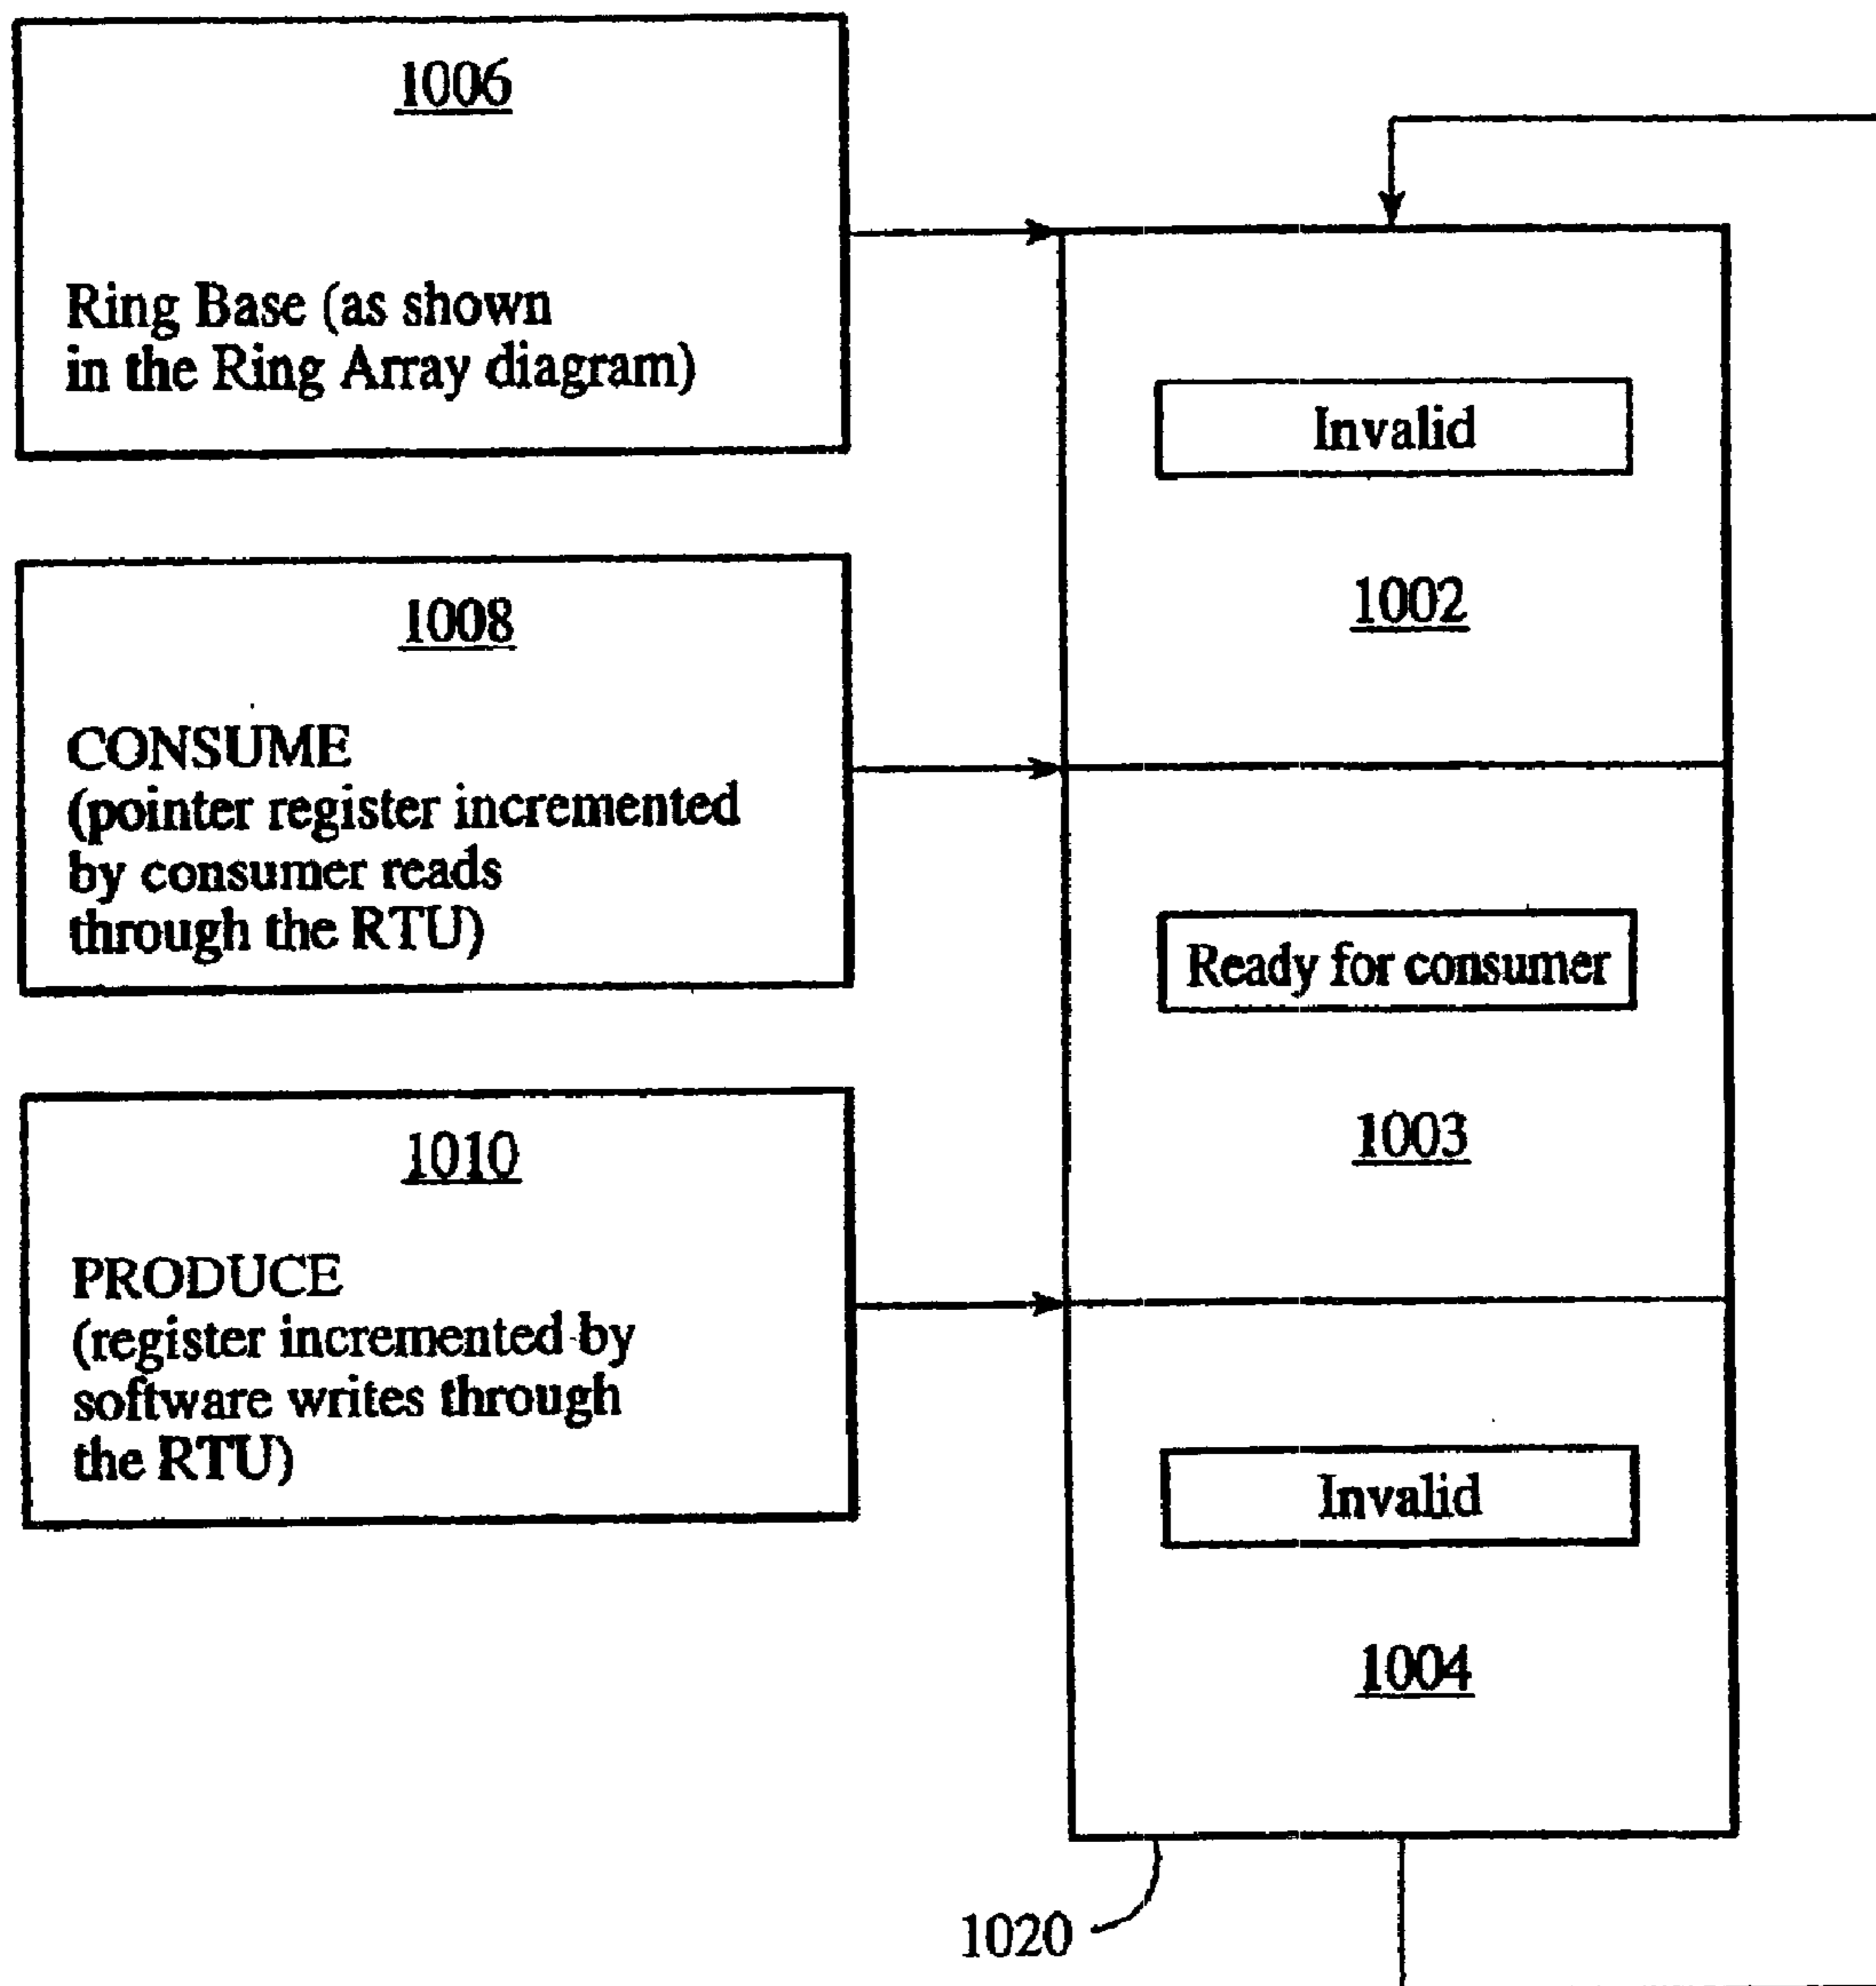 1006
Ring Base (as shown
in the Ring Array diagram)
Invalid
1002
1008
CONSUME
(pointer register incremented
by consumer reads
through the RTU)
Ready for consumer
1003
1010
PRODUCE
(register incremented by
software writes through
the RTU)
Invalid
1004
1020